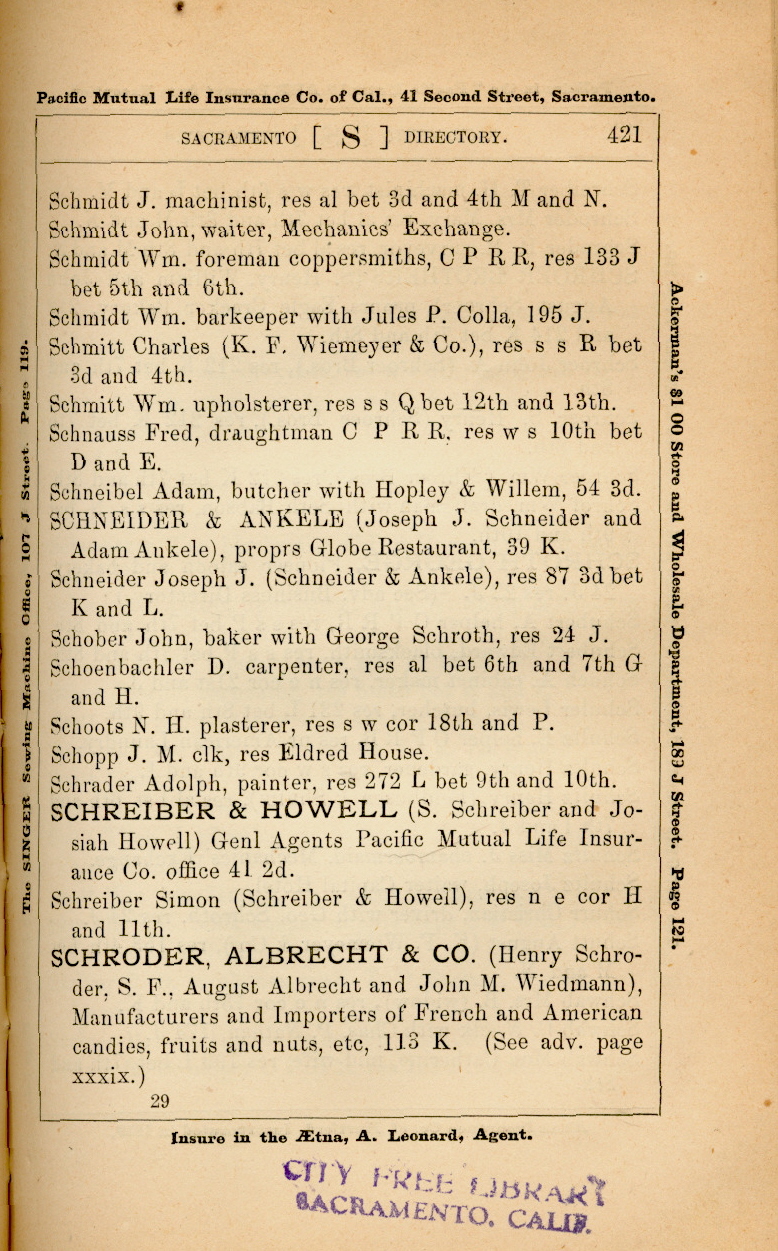 Pacific Mutual Life Insurance Co. of Cal., 41 Second Street, Sacramento.
SACRAMENTO [ S ] DIRECTORY. 421
Schmidt J. machinist, res al bet 3d and 4th M and N.
Schmidt John, waiter, Mechanics' Exchange.
Schmidt Wm. foreman coppersmiths, C P R R, res 133 J
bet 5th and 6th.
Schmidt Wm. barkeeper with Jules P. Colla, 195 J.
Schmitt Charles (K. F. Wiemeyer & Co.), res s s R bet
3d and 4th.
Schmitt Wm. upholsterer, res s s Q bet 12th and 13th.
Schnauss Fred, draughtman C P R R, res w s 10th bet
D and E.
Schneibel Adam, butcher with Hopley & Willem, 54 3d.
SCHNEIDER & ANKELE (Joseph J. Schneider and
Adam Ankele), proprs Globe Restaurant, 39 K.
Schneider Joseph J. (Schneider & Ankele), res 87 3d bet
K and L.
Schober John, baker with George Schroth, res 24 J.
Schoenbachler D. carpenter, res al bet 6th and 7th G
and H.
Schoots N. H. plasterer, res s w cor 18th and P.
Schopp J. M. clk, res Eldred House.
Schrader Adolph, painter, res 272 L bet 9th and 10th.
SCHREIBER & HOWELL (S. Schreiber and Jo-
siah Howell) Genl Agents Pacific Mutual Life Insur-
ance Co. office 41 2d.
Schreiber Simon (Schreiber & Howell), res n e cor H
and 11th.
SCHRODER, ALBRECHT & CO. (Henry Schro-
der, S. F., August Albrecht and John M. Wiedmann),
Manufacturers and Importers of French and American
candies, fruits and nuts, etc, 113 K. (See adv. page
xxxix.)
29
Insure in the Ætna, A. Leonard, Agent.
The SINGER Sewing Machine Office, 107 J Street. Page 119.
Ackerman's $1 00 Store and Wholesale Department, 189 J Street. Page 121.
CITY FREE LIBRARY
SACRAMENTO, CALIF.